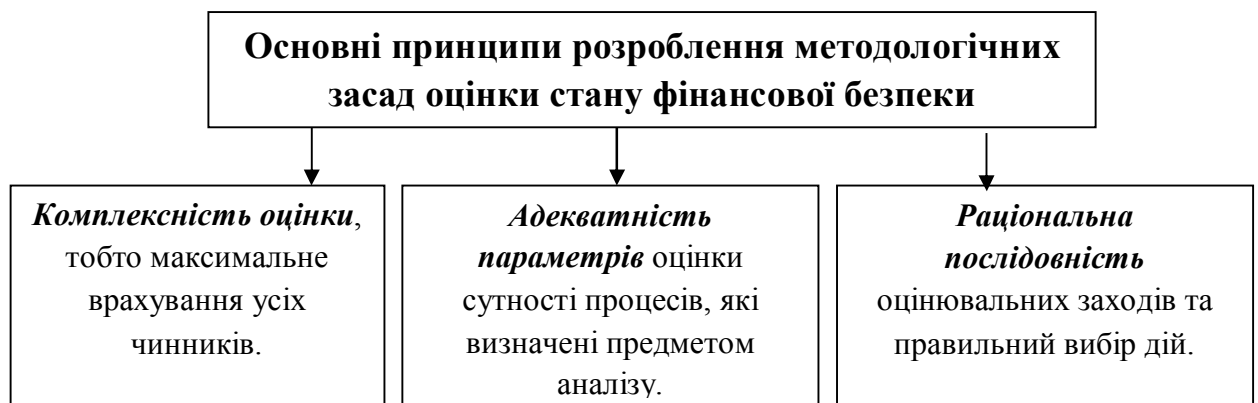 Основні принципи розроблення методологічних
засад оцінки стану фінансової безпеки
Комплексність оцінки,
тобто максимальне
врахування усіх
чинників.
Адекватність
параметрів оцінки
сутності процесів, які
визначені предметом
аналізу.
Раціональна
послідовність
оцінювальних заходів та
правильний вибір дій.